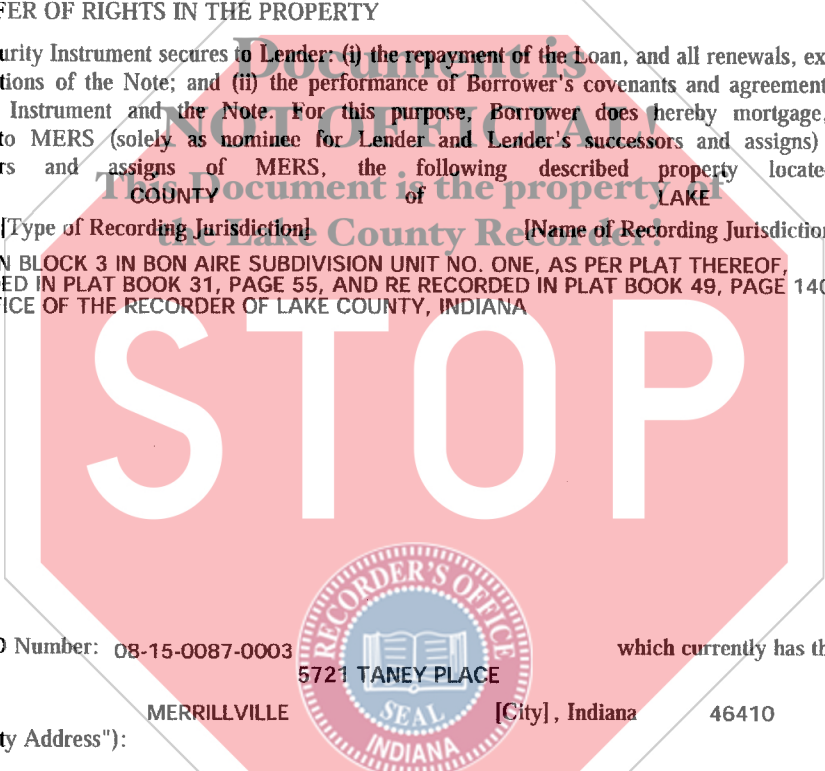 FER OF RIGHTS IN THE PROPERTY
urity Instrument secures to Lender: (i) the repayment of the Loan, and all renewals, ex
tions of the Note; and (ii) the performance of Borrower's covenants and agreement
Instrument and the Note. For this purpose, Borrower does hereby mortgage,
to MERS (solely as nominee for Lender and Lender's successors and assigns)
rs and assigns of MERS, the following described property locate
COUNTY of LAKE
[Type of Recording Jurisdiction] [Name of Recording Jurisdiction
N BLOCK 3 IN BON AIRE SUBDIVISION UNIT NO. ONE, AS PER PLAT THEREOF,
ED IN PLAT BOOK 31, PAGE 55, AND RE RECORDED IN PLAT BOOK 49, PAGE 140
ICE OF THE RECORDER OF LAKE COUNTY, INDIANA
Document is
NOT OFFICIAL!
This Document is the property of
the Lake County Recorder!
STOP
RECORDER'S OFFICE
SEAL
INDIANA
Number: 08-15-0087-0003 which currently has th
5721 TANEY PLACE
MERRILLVILLE [City], Indiana 46410
ty Address"):